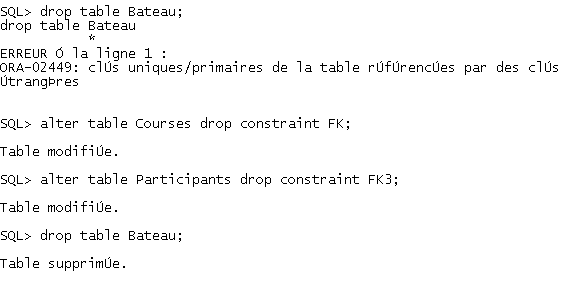 SQL> drop table Bateau;
drop table Bateau
           *
ERREUR Ó la ligne 1 :
ORA-02449: clÚs uniques/primaires de la table rÚfÚrencÚes par des clÚs
ÚtrangÞres
SQL> alter table Courses drop constraint FK;
Table modifiÚe.
SQL> alter table Participants drop constraint FK3;
Table modifiÚe.
SQL> drop table Bateau;
Table supprimÚe.